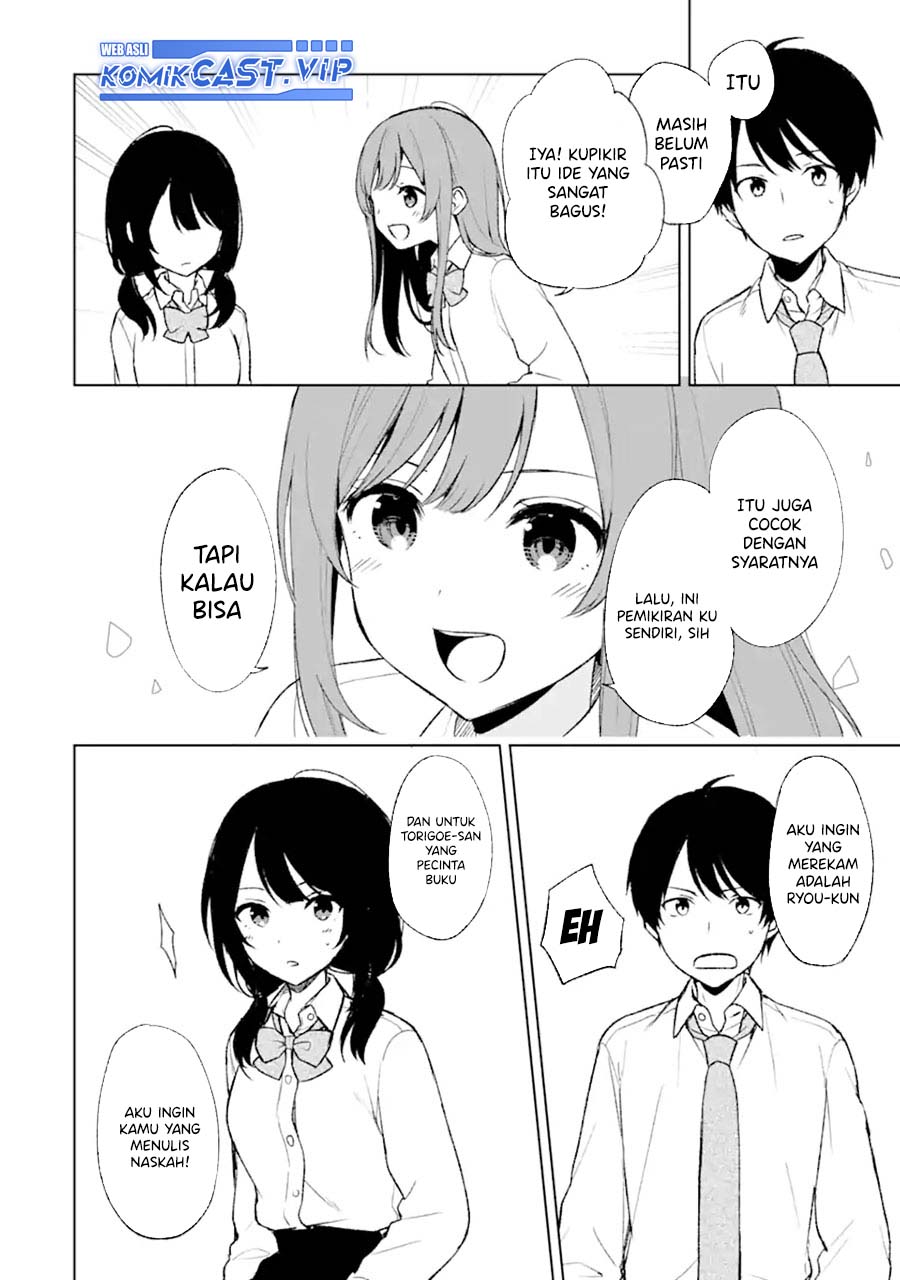 WEB ASLI
KOMIKCAST.VIP
ITU
MASIH
BELUM
PASTI
IYA! KUPIKIR
ITU IDE YANG
SANGAT
BAGUS!
ITU JUGA
COCOK
DENGAN
SYARATNYA
LALU, INI
PEMIKIRAN KU
SENDIRI, SIH
TAPI
KALAU
BISA
AKU INGIN
YANG
MEREKAM
ADALAH
RYOU-KUN
EH
DAN UNTUK
TORIGOE-SAN
YANG
PECINTA
BUKU
AKU INGIN
KAMU YANG
MENULIS
NASKAH!